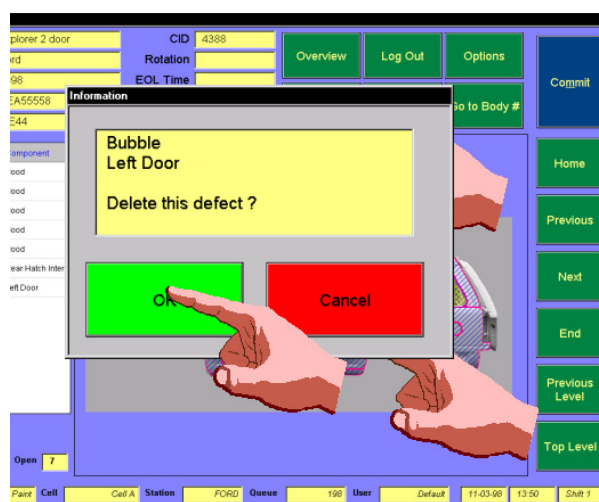 plorer 2 door
CID 4388
rd
Rotation
98
EOL Time
EA55558
E44
Overview
Log Out
Options
Go to Body #
Commit
Information
Bubble
Left Door
Delete this defect ?
OK
Cancel
omponent
ood
ood
ood
ood
ear Hatch Inter
eft Door
Home
Previous
Next
End
Previous
Level
Top Level
Open 7
Paint Cell Cell A Station FORD Queue 198 User Default 11-03-98 13:50 Shift 1